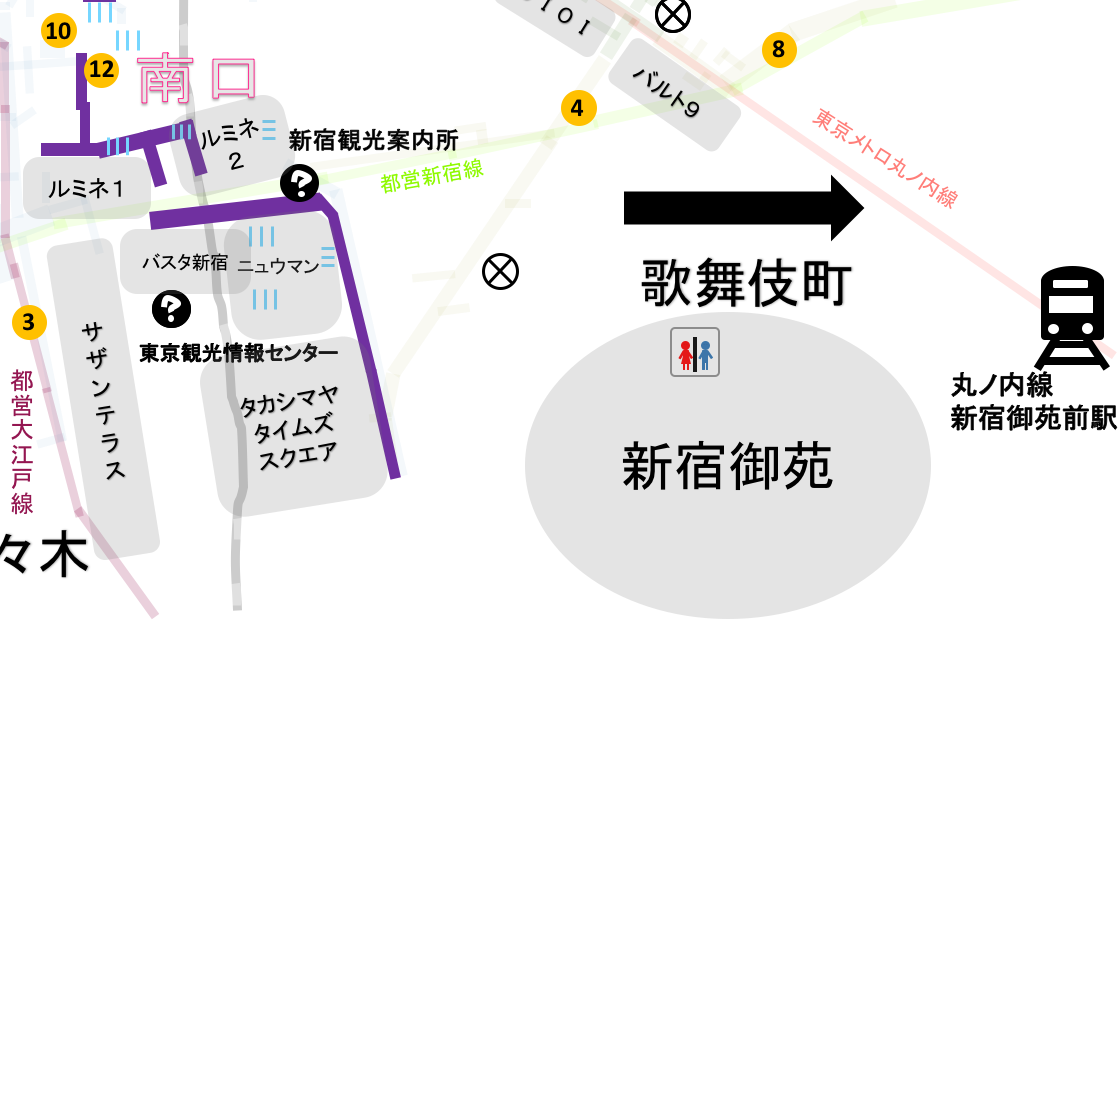 10
12
南口
OIOI
8
4
バルト9
ルミネ
2
新宿観光案内所
東京メトロ丸ノ内線
ルミネ1
都営新宿線
バスタ新宿
ニュウマン
歌舞伎町
3
サザンテラス
東京観光情報センター
都営大江戸線
タカシマヤ
タイムズ
スクエア
丸ノ内線
新宿御苑前駅
新宿御苑
々木